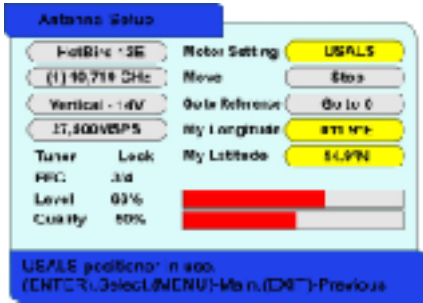 Antenna Setup
HotBird 13E Motor Setting USALS
(1) 10,719 GHz Move Stop
Vertical - 14V Go to Reference Go to 0
27,500MSPS My Longitude
Tuner Lock My Latitude
FEC 3/4
Level
Quality
USALS positioner in use.
(ENTER)-Select,(MENU)-Main,(EXIT)-Previous